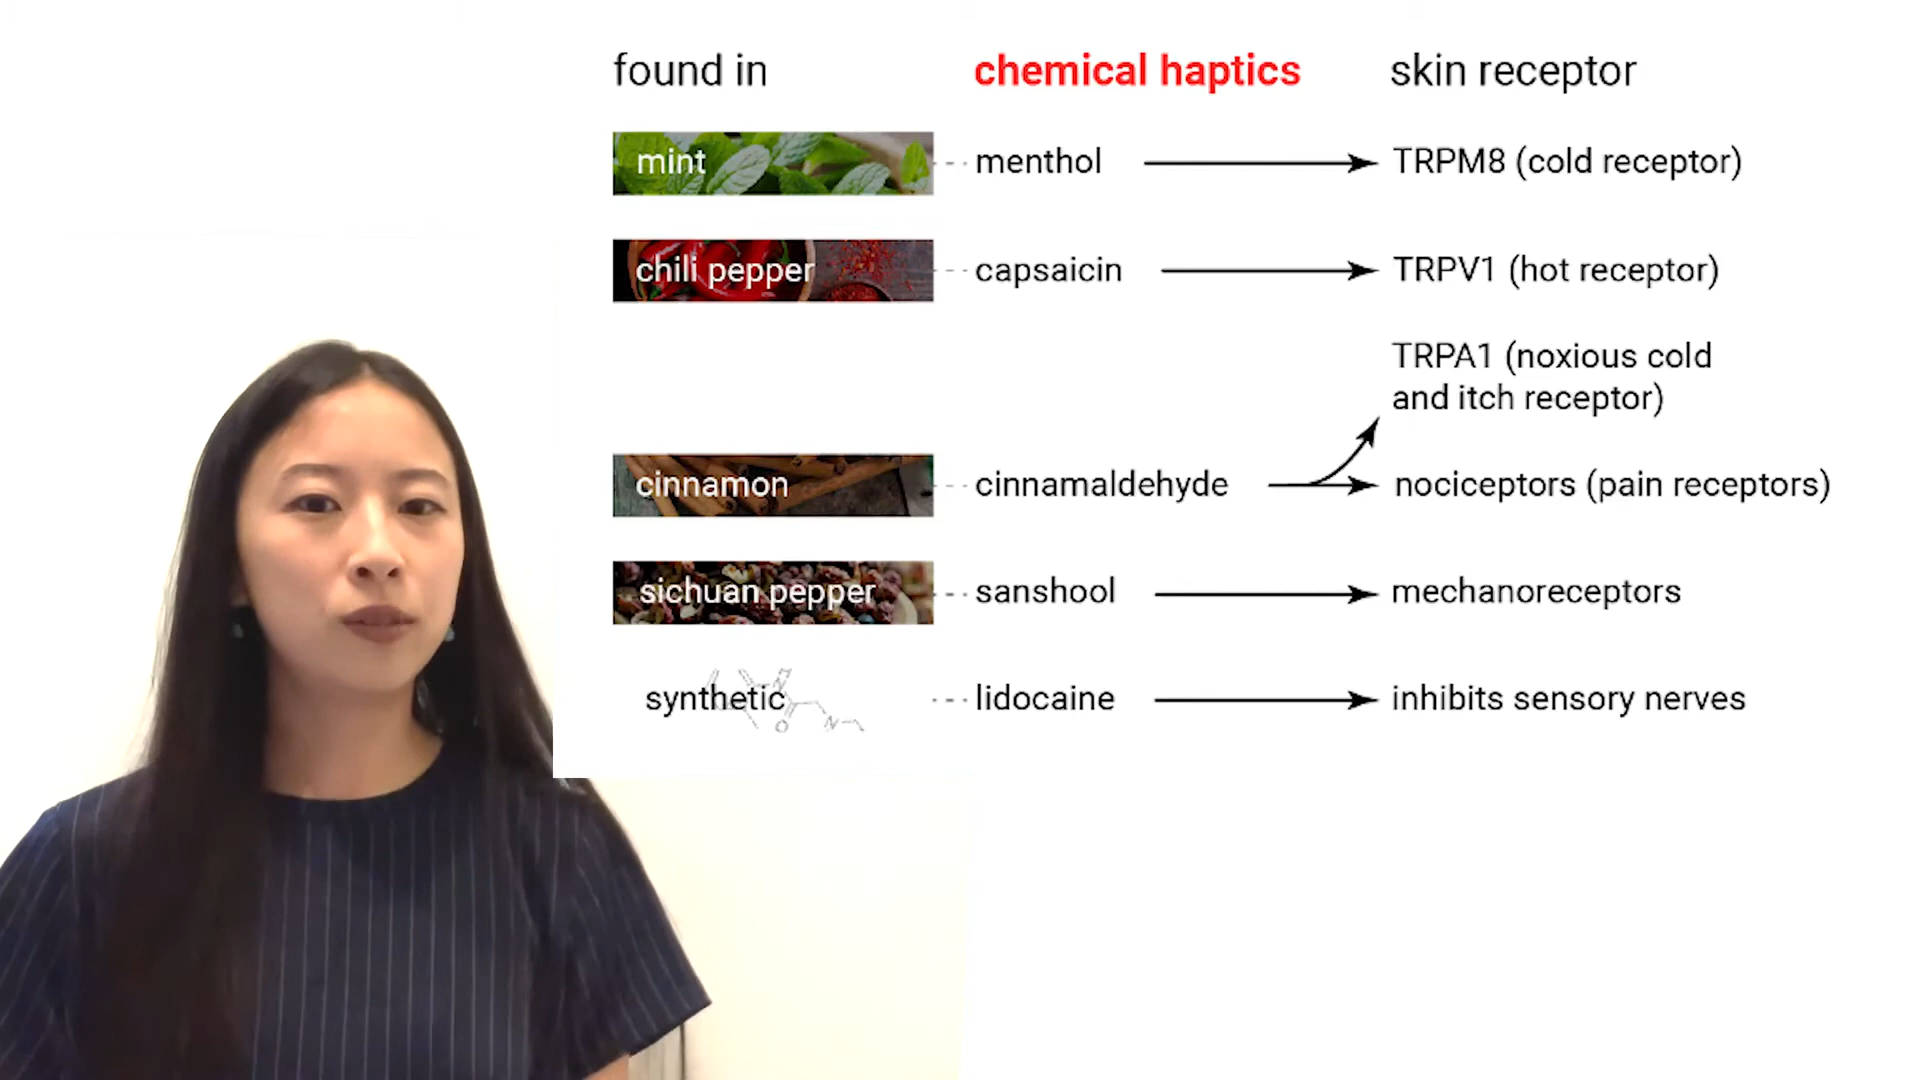 found in chemical haptics skin receptor
mint menthol TRPM8 (cold receptor)
chili pepper capsaicin TRPV1 (hot receptor)
TRPA1 (noxious cold
and itch receptor)
cinnamon cinnamaldehyde nociceptors (pain receptors)
sichuan pepper sanshool mechanoreceptors
synthetic lidocaine inhibits sensory nerves